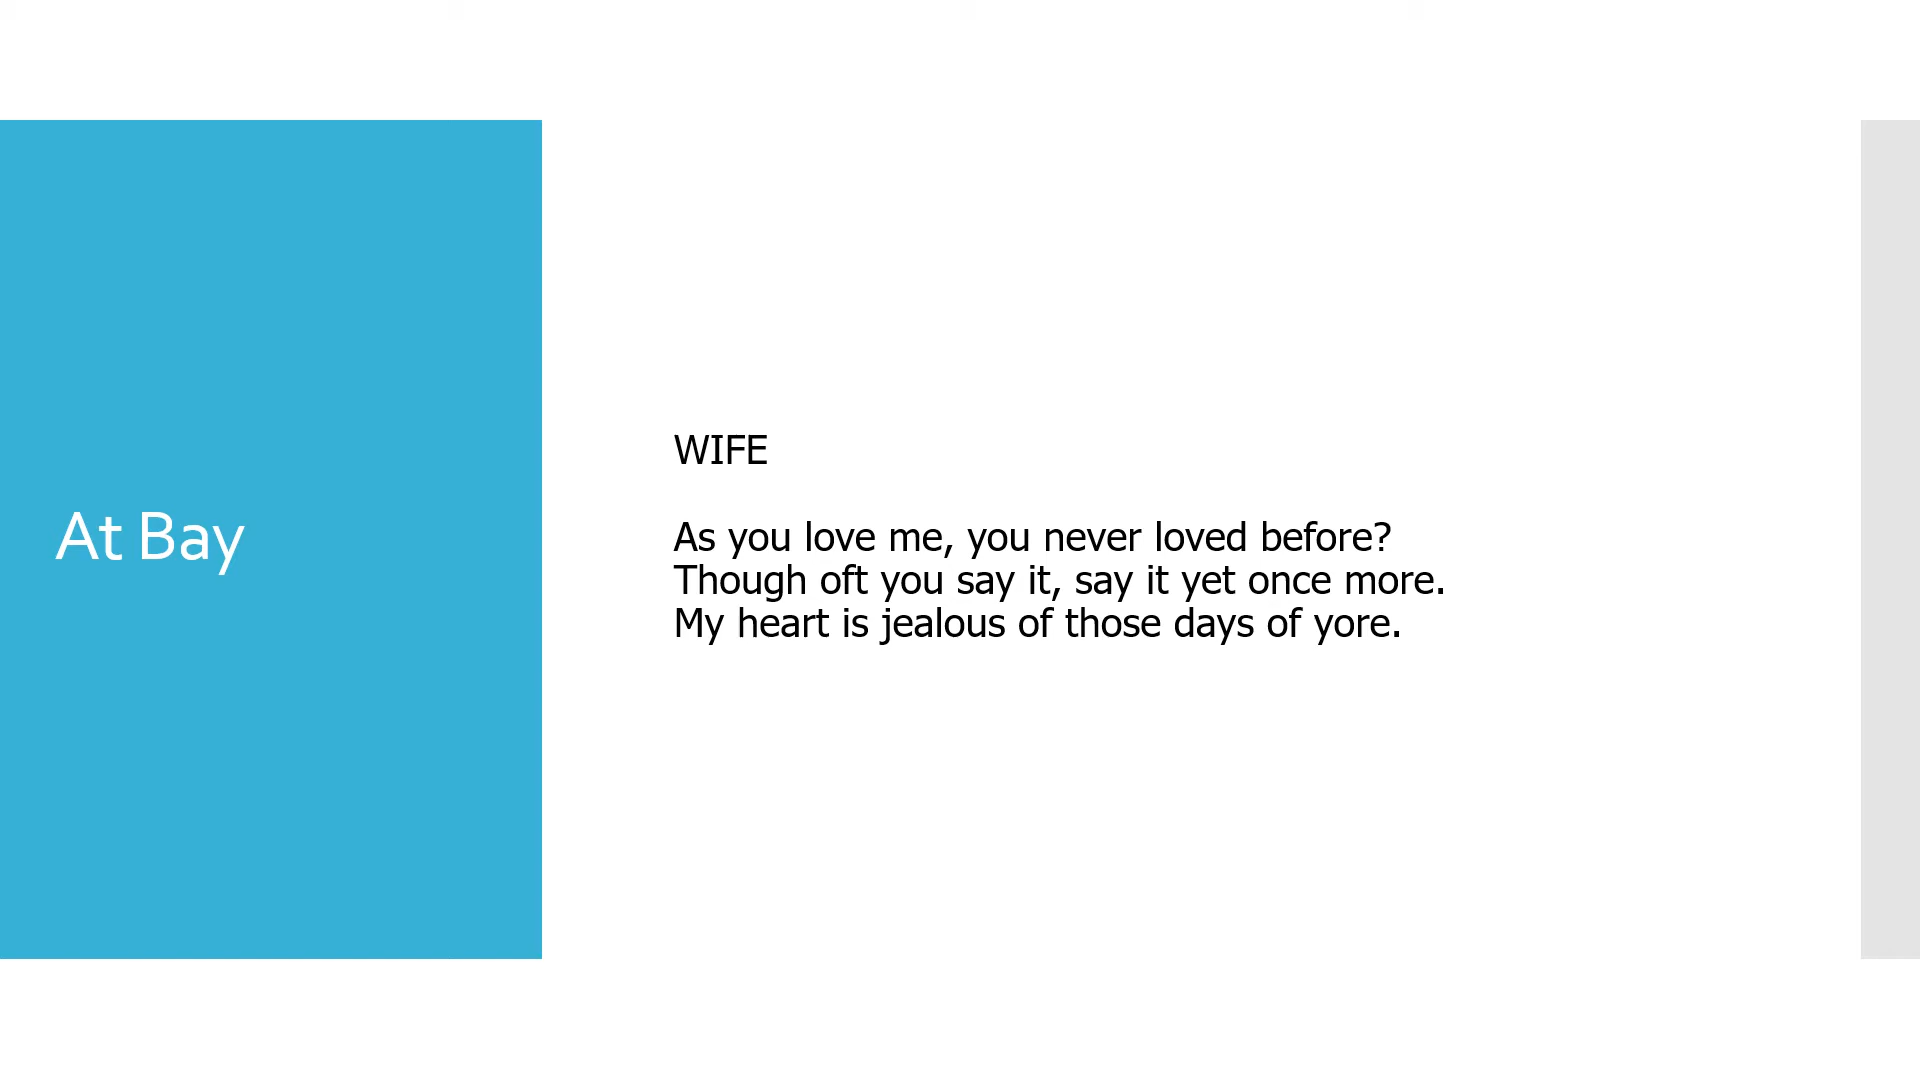 At Bay
WIFE
As you love me, you never loved before?
Though oft you say it, say it yet once more.
My heart is jealous of those days of yore.